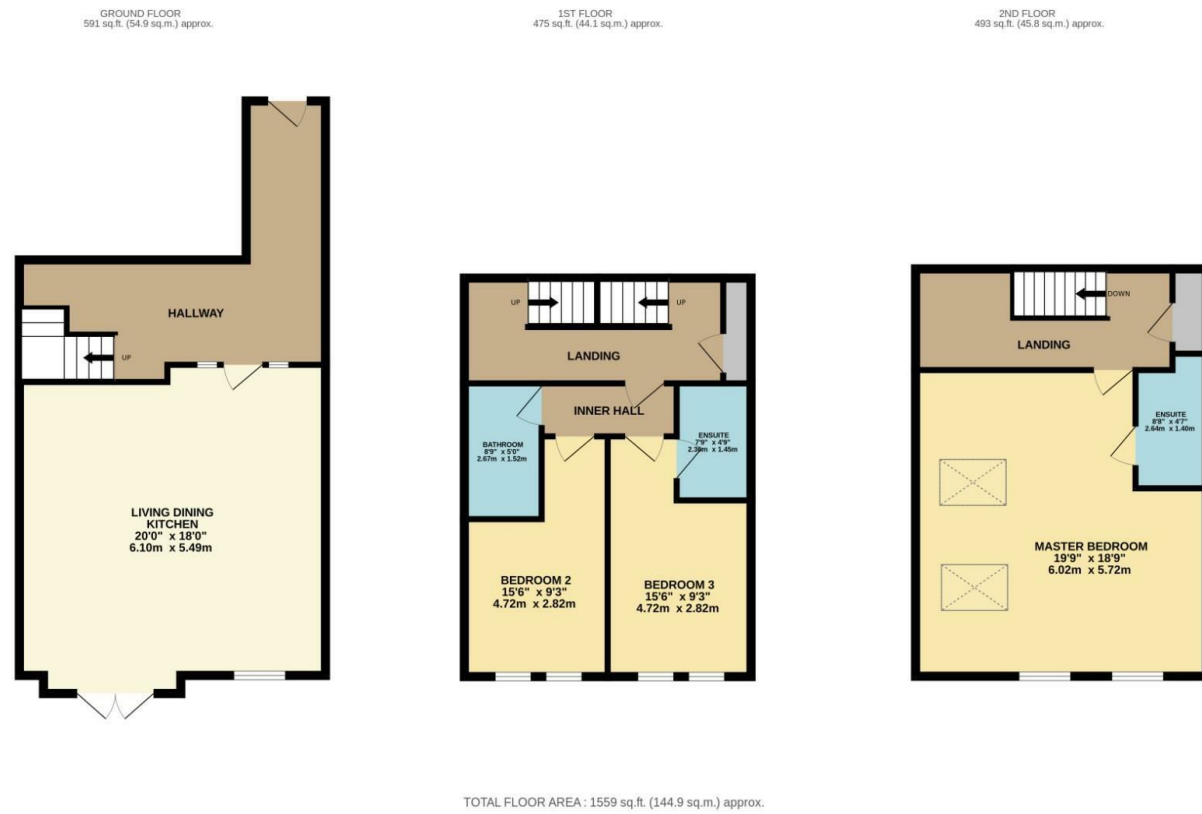 GROUND FLOOR
591 sq.ft. (54.9 sq.m.) approx.
HALLWAY
UP
LIVING DINING
KITCHEN
20'0" x 18'0"
6.10m x 5.49m
1ST FLOOR
475 sq.ft. (44.1 sq.m.) approx.
UP
UP
LANDING
INNER HALL
BATHROOM
8'9" x 5'0"
2.67m x 1.52m
ENSUITE
7'9" x 4'9"
x 1.45m
BEDROOM 2
15'6" x 9'3"
4.72m x 2.82m
BEDROOM 3
15'6" x 9'3"
4.72m x 2.82m
2ND FLOOR
493 sq.ft. (45.8 sq.m.) approx.
DOWN
LANDING
ENSUITE
8'8" x 4'7"
2.64m x 1.40m
MASTER BEDROOM
19'9" x 18'9"
6.02m x 5.72m
TOTAL FLOOR AREA : 1559 sq.ft. (144.9 sq.m.) approx.